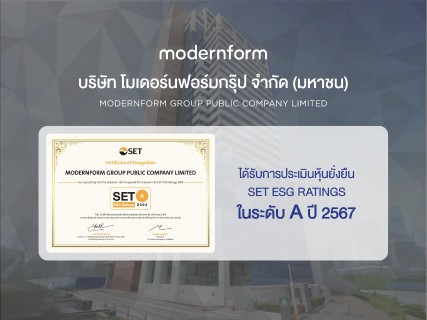 modernform
บริษัท โมเดอร์นฟอร์มกรุ๊ป จำกัด (มหาชน)
MODERNFORM GROUP PUBLIC COMPANY LIMITED
SET
Certificate of Recognition
MODERNFORM GROUP PUBLIC COMPANY LIMITED
SET A
ESG Ratings 2024
ได้รับการประเมินหุ้นยั่งยืน
SET ESG RATINGS
ในระดับ A ปี 2567